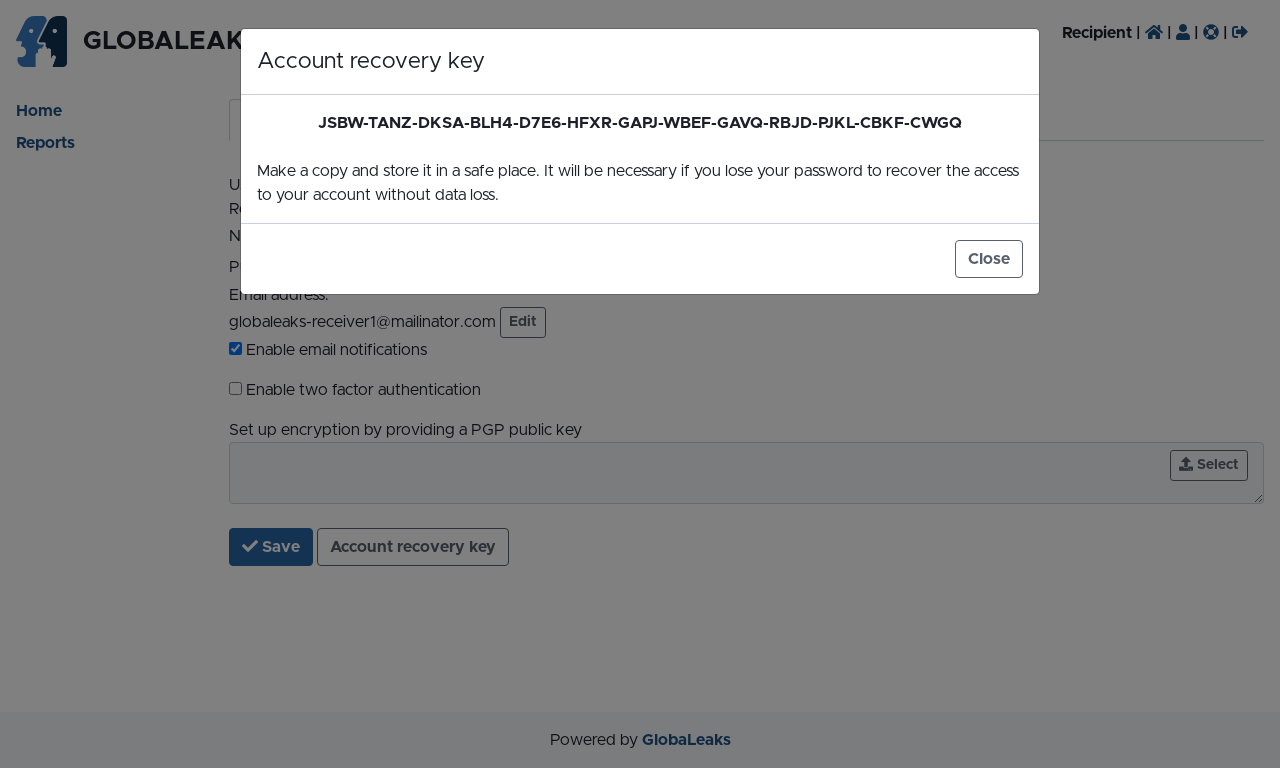 GLOBALEAK
Recipient | | | |
Account recovery key
JSBW-TANZ-DKSA-BLH4-D7E6-HFXR-GAPJ-WBEF-GAVQ-RBJD-PJKL-CBKF-CWGQ
Make a copy and store it in a safe place. It will be necessary if you lose your password to recover the access
to your account without data loss.
Close
Home
Reports
Email address:
globaleaks-receiver1@mailinator.com Edit
Enable email notifications
Enable two factor authentication
Set up encryption by providing a PGP public key
Select
Save Account recovery key
Powered by GlobaLeaks